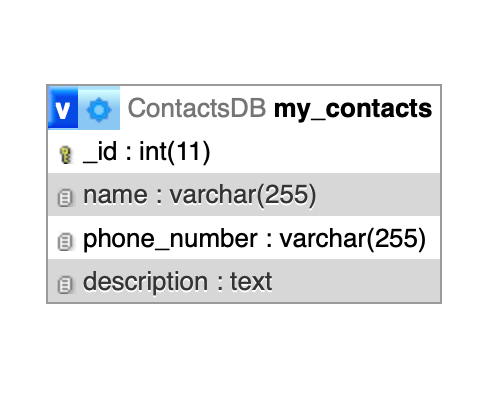 v ContactsDB my_contacts
_id : int(11)
name : varchar(255)
phone_number : varchar(255)
description : text